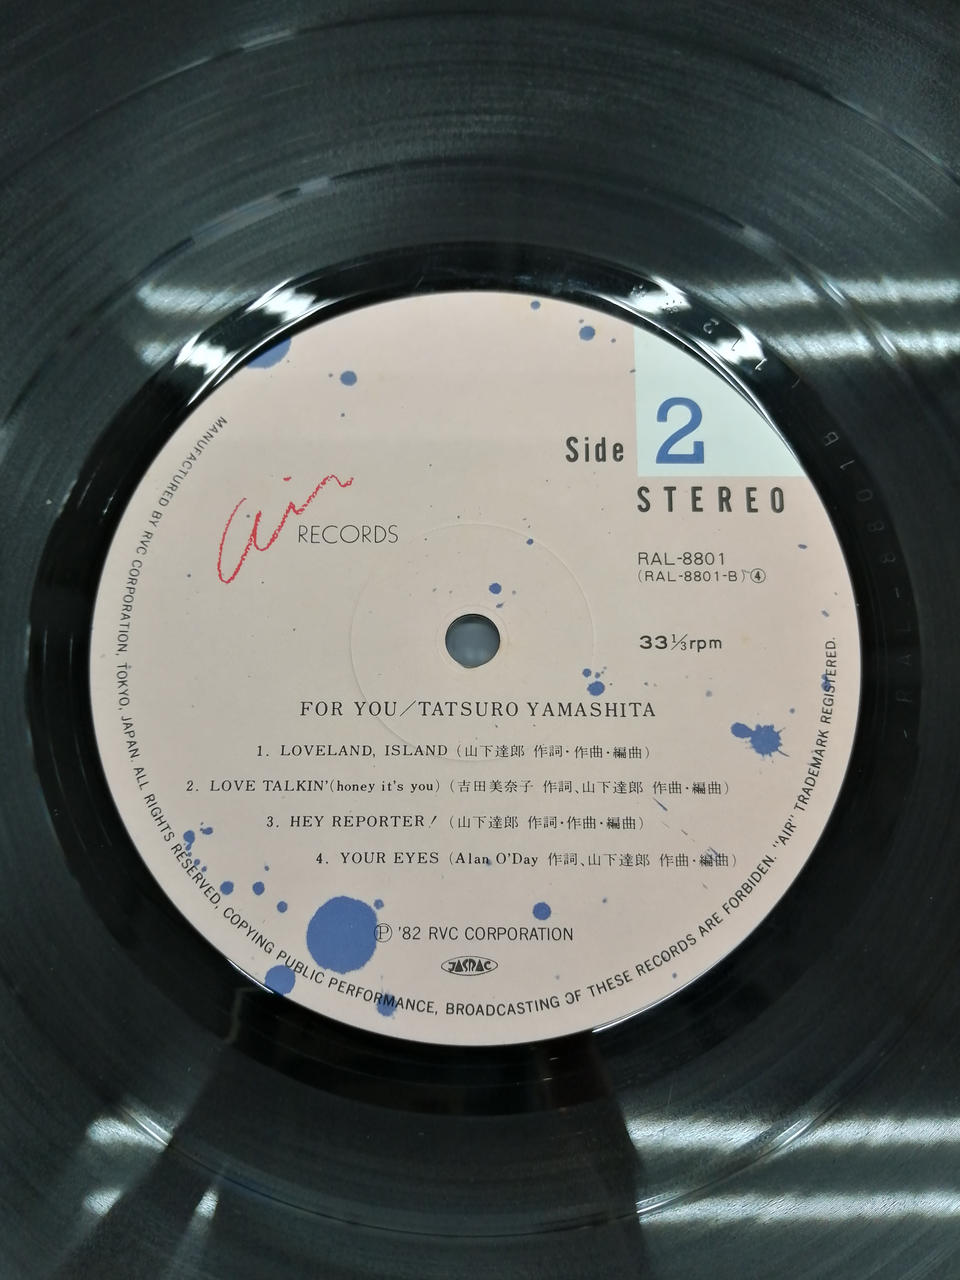 Side 2
STEREO
air RECORDS
RAL-8801
(RAL-8801-B) ④
33⅓rpm
FOR YOU/TATSURO YAMASHITA
1. LOVELAND, ISLAND (山下達郎 作詞・作曲・編曲)
2. LOVE TALKIN'(honey it's you) (吉田美奈子 作詞、山下達郎 作曲・編曲)
3. HEY REPORTER! (山下達郎 作詞・作曲・編曲)
4. YOUR EYES (Alan O'Day 作詞、山下達郎 作曲・編曲)
Ⓟ '82 RVC CORPORATION
JASRAC
MANUFACTURED BY RVC CORPORATION, TOKYO, JAPAN. ALL RIGHTS RESERVED, COPYING PUBLIC PERFORMANCE, BROADCASTING OF THESE RECORDS ARE FORBIDEN. "AIR" TRADEMARK REGISTERED.